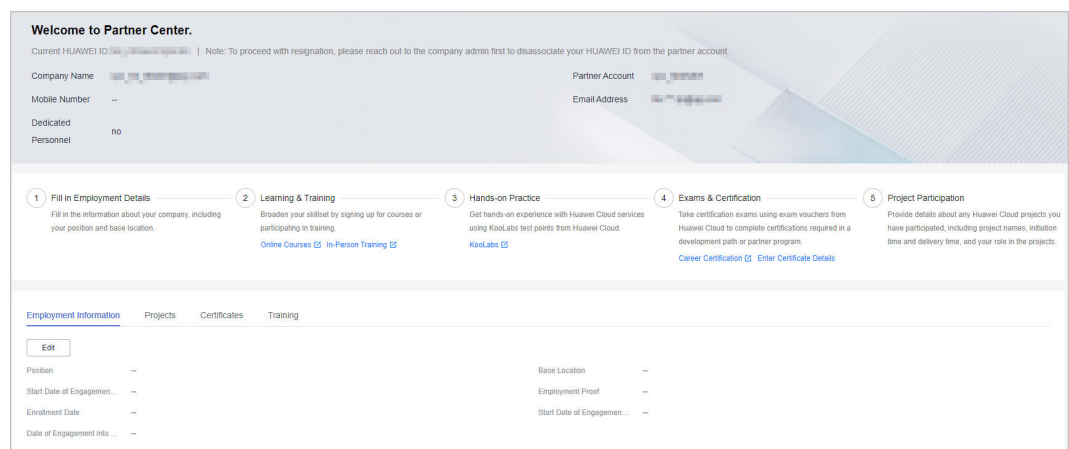 Welcome to Partner Center.
Current HUAWEI ID: | Note: To proceed with resignation, please reach out to the company admin first to disassociate your HUAWEI ID from the partner account.
Company Name
Partner Account
Mobile Number --
Email Address
Dedicated
Personnel no
1 Fill in Employment Details
Fill in the information about your company, including
your position and base location.
2 Learning & Training
Broaden your skillset by signing up for courses or
participating in training.
Online Courses In-Person Training
3 Hands-on Practice
Get hands-on experience with Huawei Cloud services
using KooLabs test points from Huawei Cloud.
KooLabs
4 Exams & Certification
Take certification exams using exam vouchers from
Huawei Cloud to complete certifications required in a
development path or partner program.
Career Certification Enter Certificate Details
5 Project Participation
Provide details about any Huawei Cloud projects you
have participated, including project names, initiation
time and delivery time, and your role in the projects.
Employment Information Projects Certificates Training
Edit
Position --
Base Location --
Start Date of Engagemen... --
Employment Proof --
Enrollment Date --
Start Date of Engagemen... --
Date of Engagement Into ... --